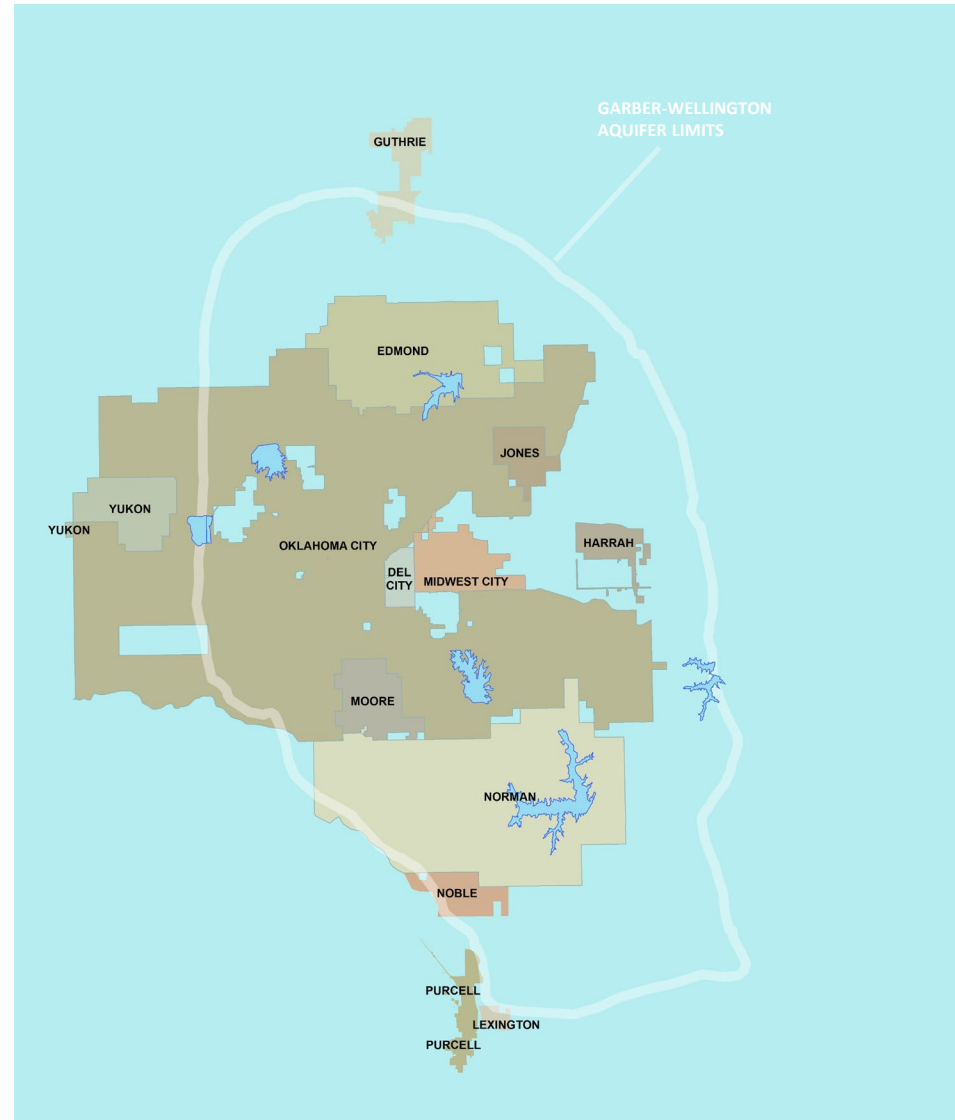 GARBER-WELLINGTON
AQUIFER LIMITS
GUTHRIE
EDMOND
JONES
YUKON
YUKON
OKLAHOMA CITY
HARRAH
DEL
CITY
MIDWEST CITY
MOORE
NORMAN
NOBLE
PURCELL
LEXINGTON
PURCELL